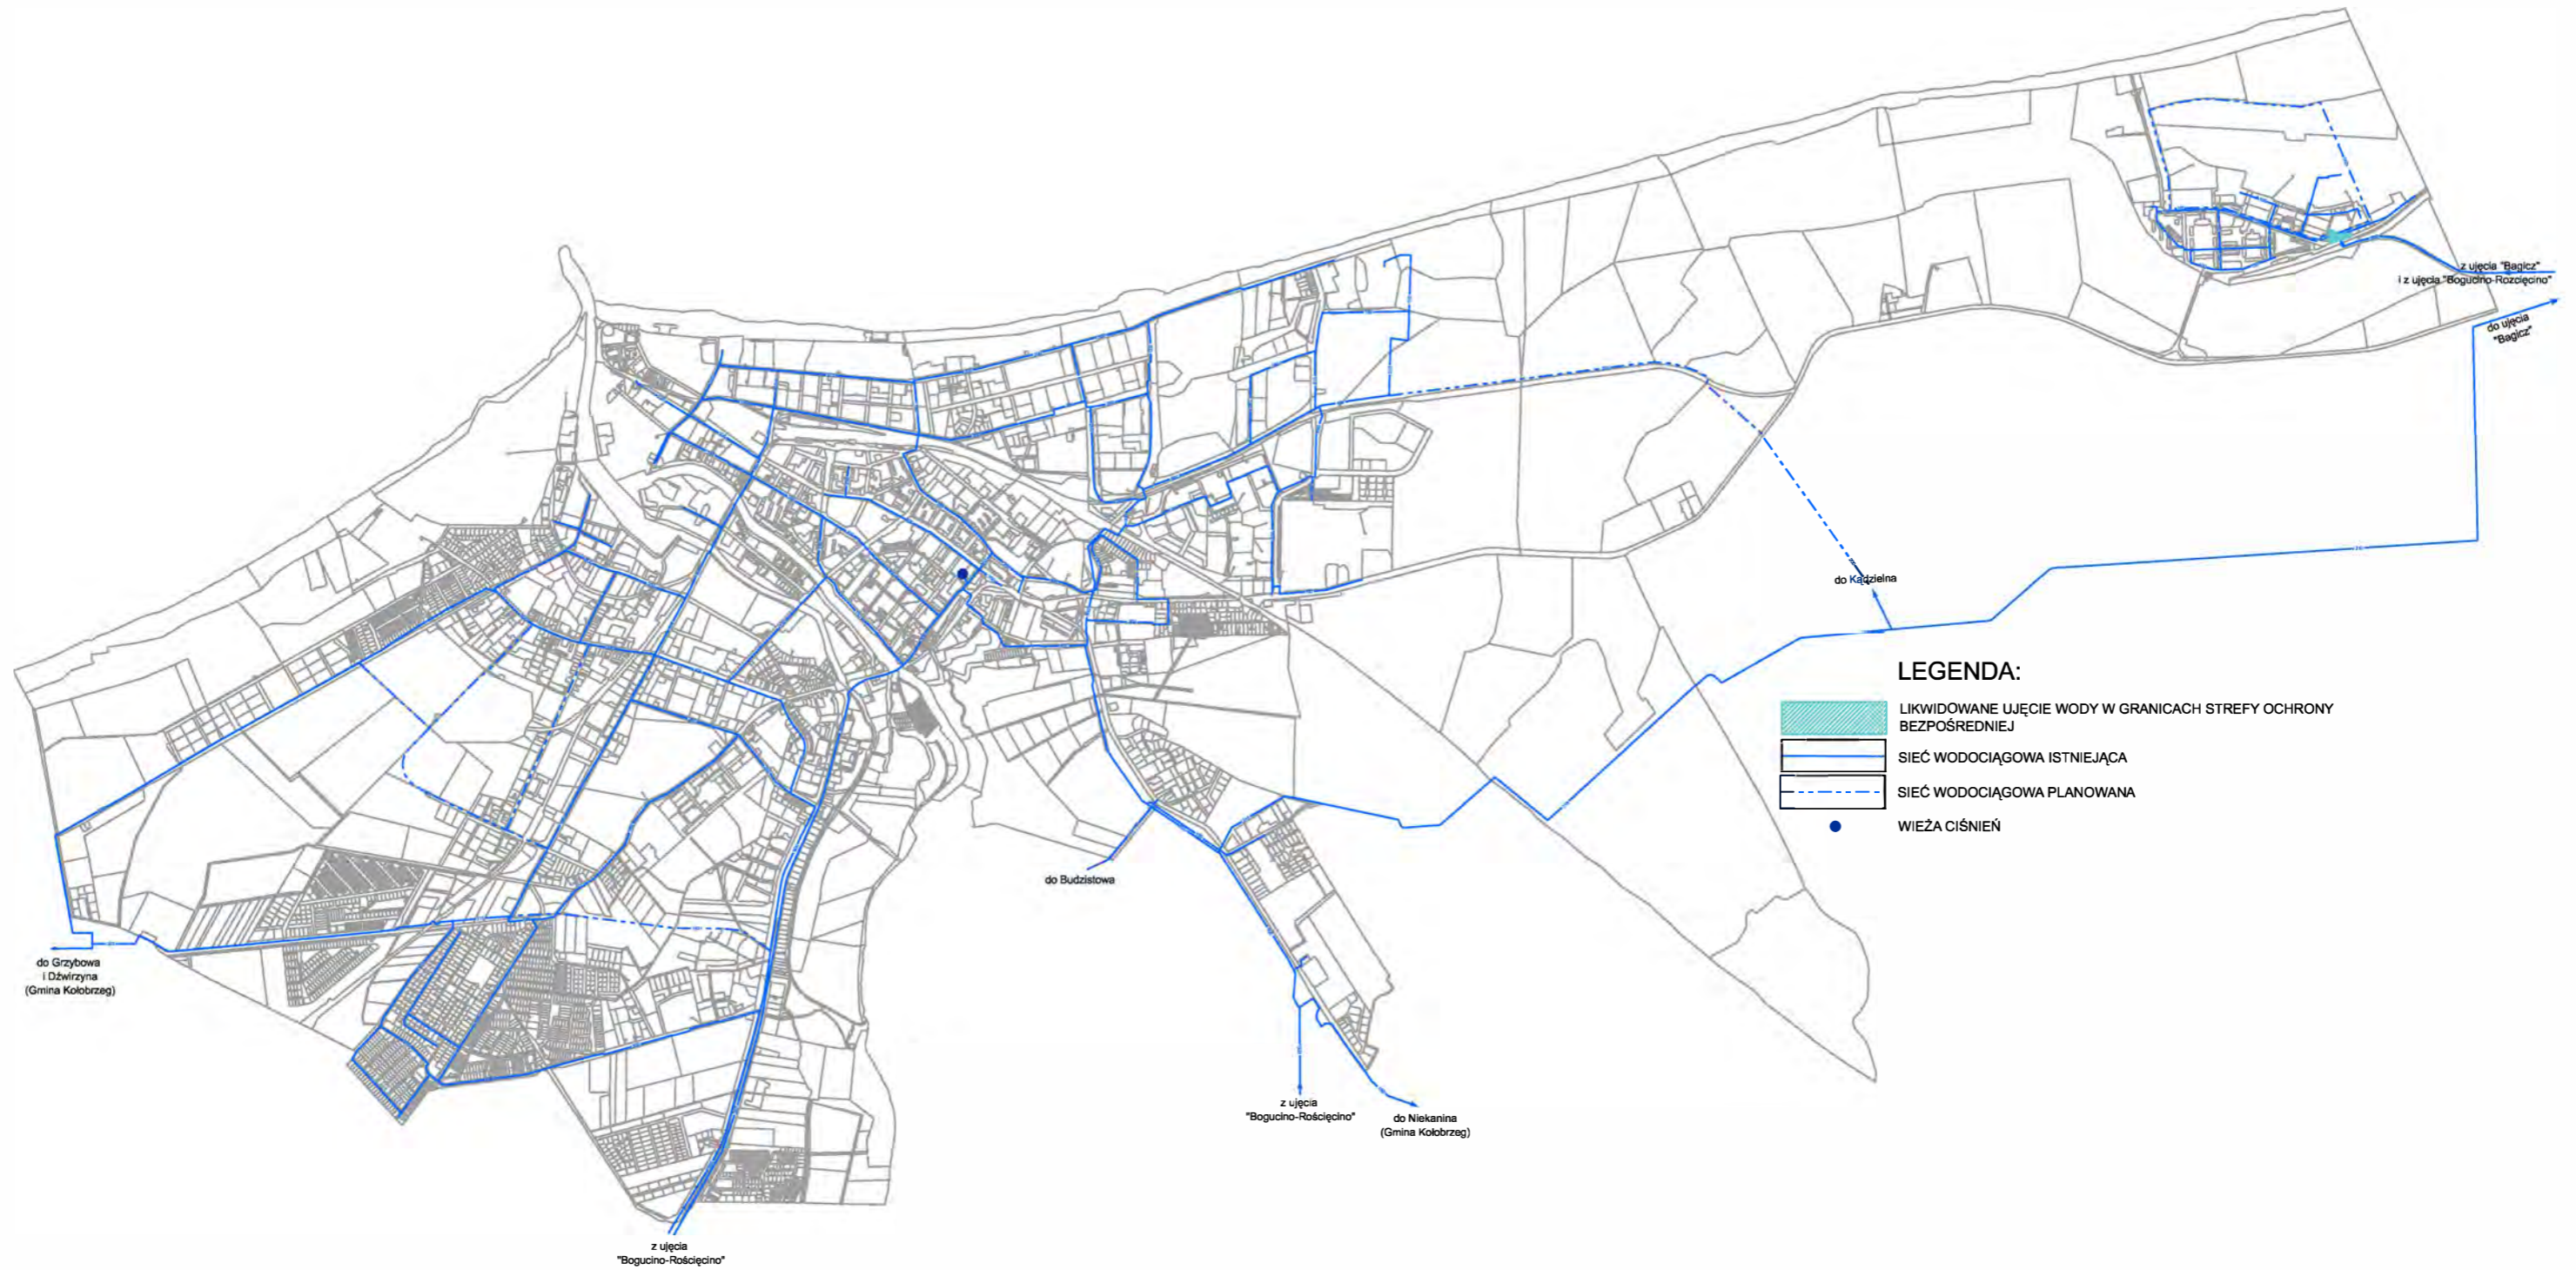 z ujęcia "Bagicz"
i z ujęcia "Bogucino-Rozcięcino"
do ujęcia
"Bagicz"
do Kądzielna
LEGENDA:
LIKWIDOWANE UJĘCIE WODY W GRANICACH STREFY OCHRONY
BEZPOŚREDNIEJ
SIEĆ WODOCIĄGOWA ISTNIEJĄCA
SIEĆ WODOCIĄGOWA PLANOWANA
WIEŻA CIŚNIEŃ
do Budzistowa
do Grzybowa
i Dźwirzyna
(Gmina Kołobrzeg)
z ujęcia
"Bogucino-Rościęcino"
do Niekanina
(Gmina Kołobrzeg)
z ujęcia
"Bogucino-Rościęcino"